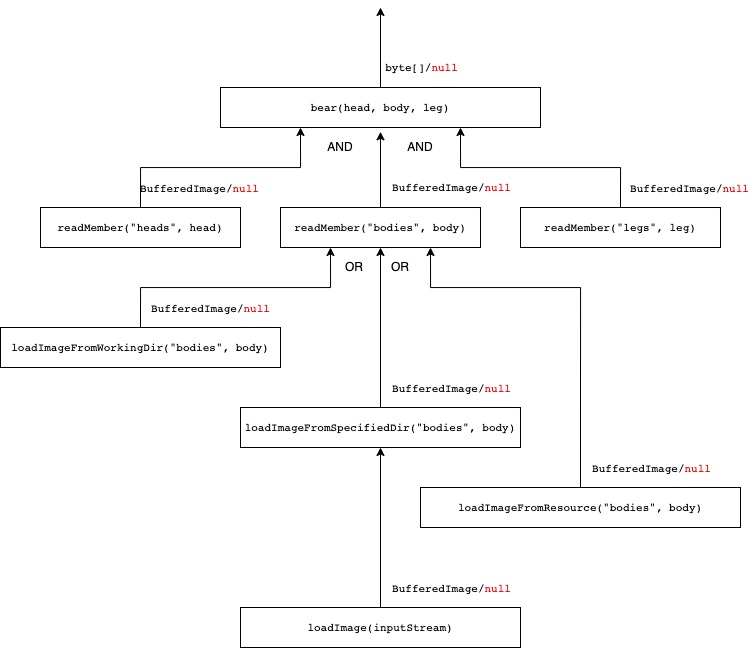 byte[]/null
bear(head, body, leg)
AND AND
BufferedImage/null BufferedImage/null BufferedImage/null
readMember("heads", head) readMember("bodies", body) readMember("legs", leg)
OR OR
BufferedImage/null
loadImageFromWorkingDir("bodies", body)
BufferedImage/null
loadImageFromSpecifiedDir("bodies", body)
BufferedImage/null
loadImageFromResource("bodies", body)
BufferedImage/null
loadImage(inputStream)